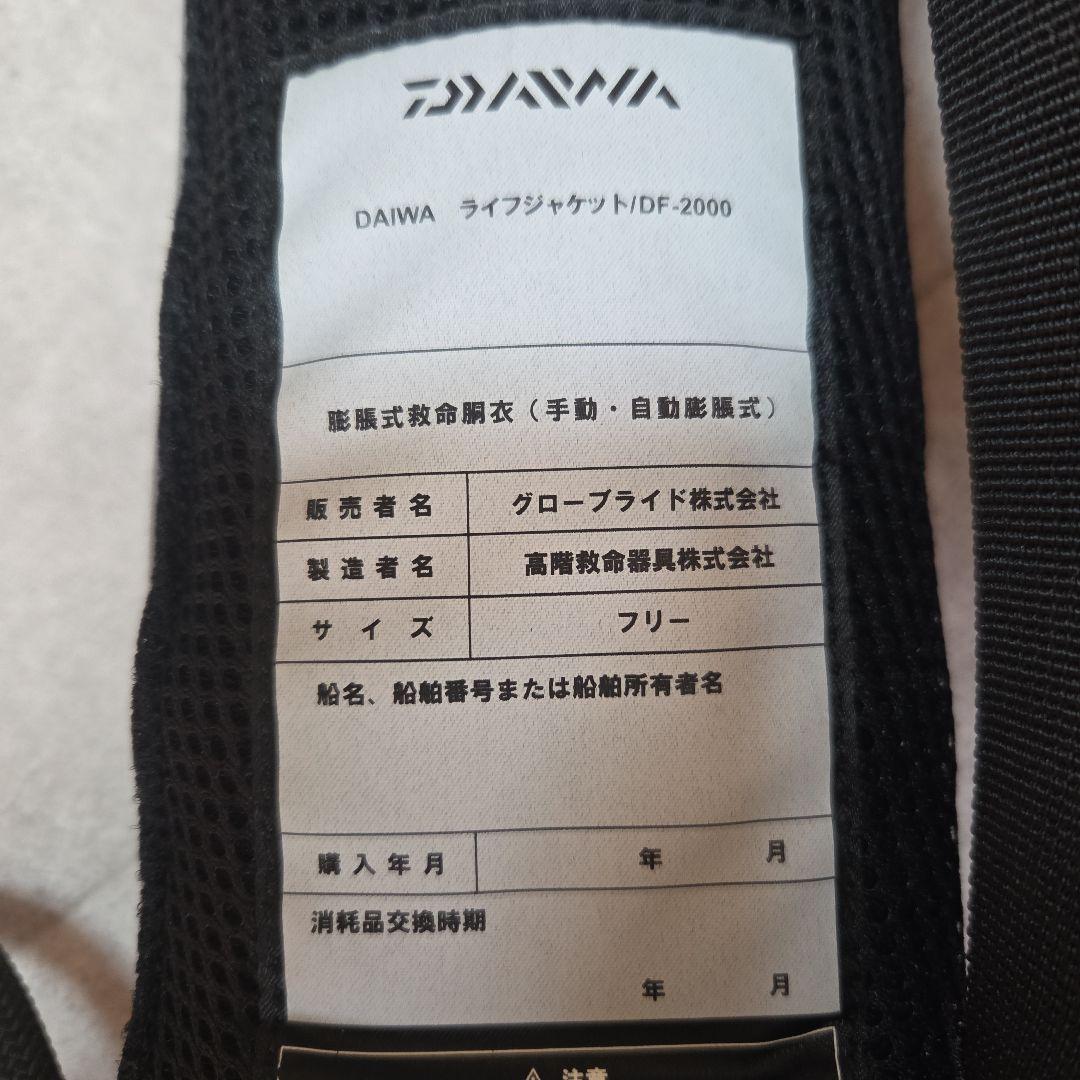 DAIWA
DAIWA ライフジャケット/DF-2000
膨脹式救命胴衣（手動・自動膨脹式）
販売者名 グローブライド株式会社
製造者名 高階救命器具株式会社
サイズ フリー
船名、船舶番号または船舶所有者名
購入年月 年 月
消耗品交換時期
年 月
⚠ 注意